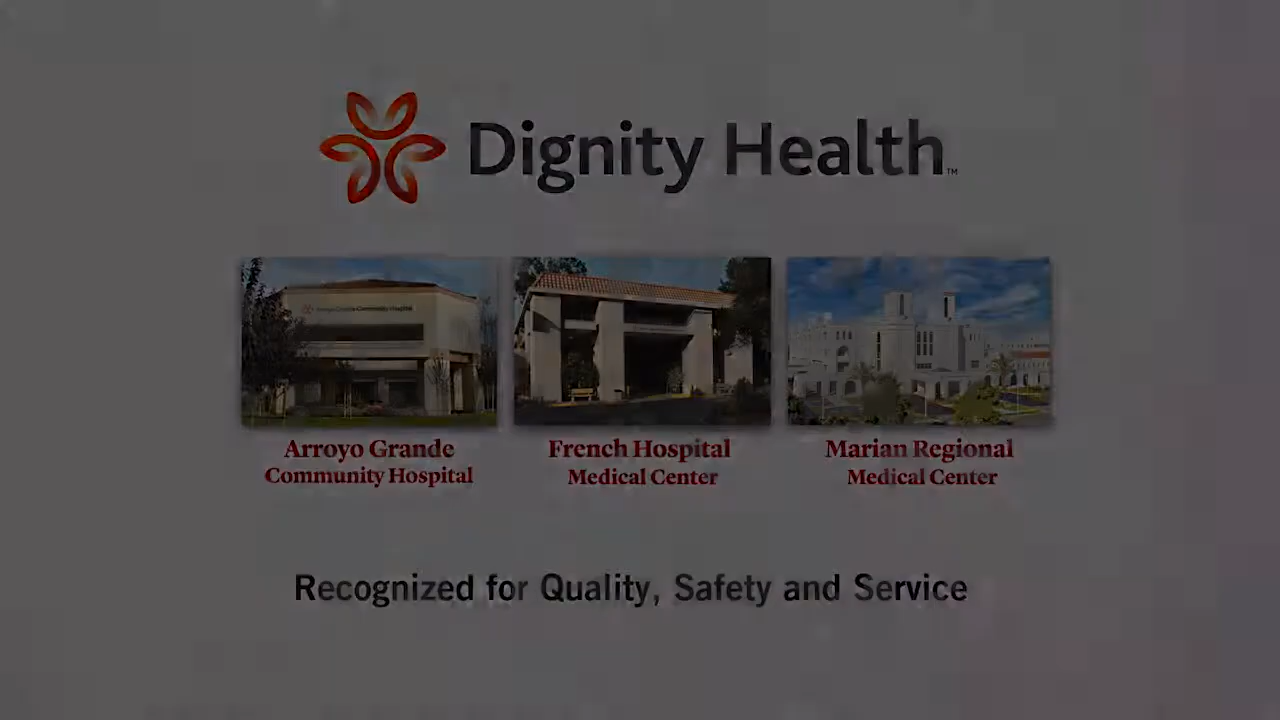 Dignity Health™
Arroyo Grande
Community Hospital
French Hospital
Medical Center
Marian Regional
Medical Center
Recognized for Quality, Safety and Service